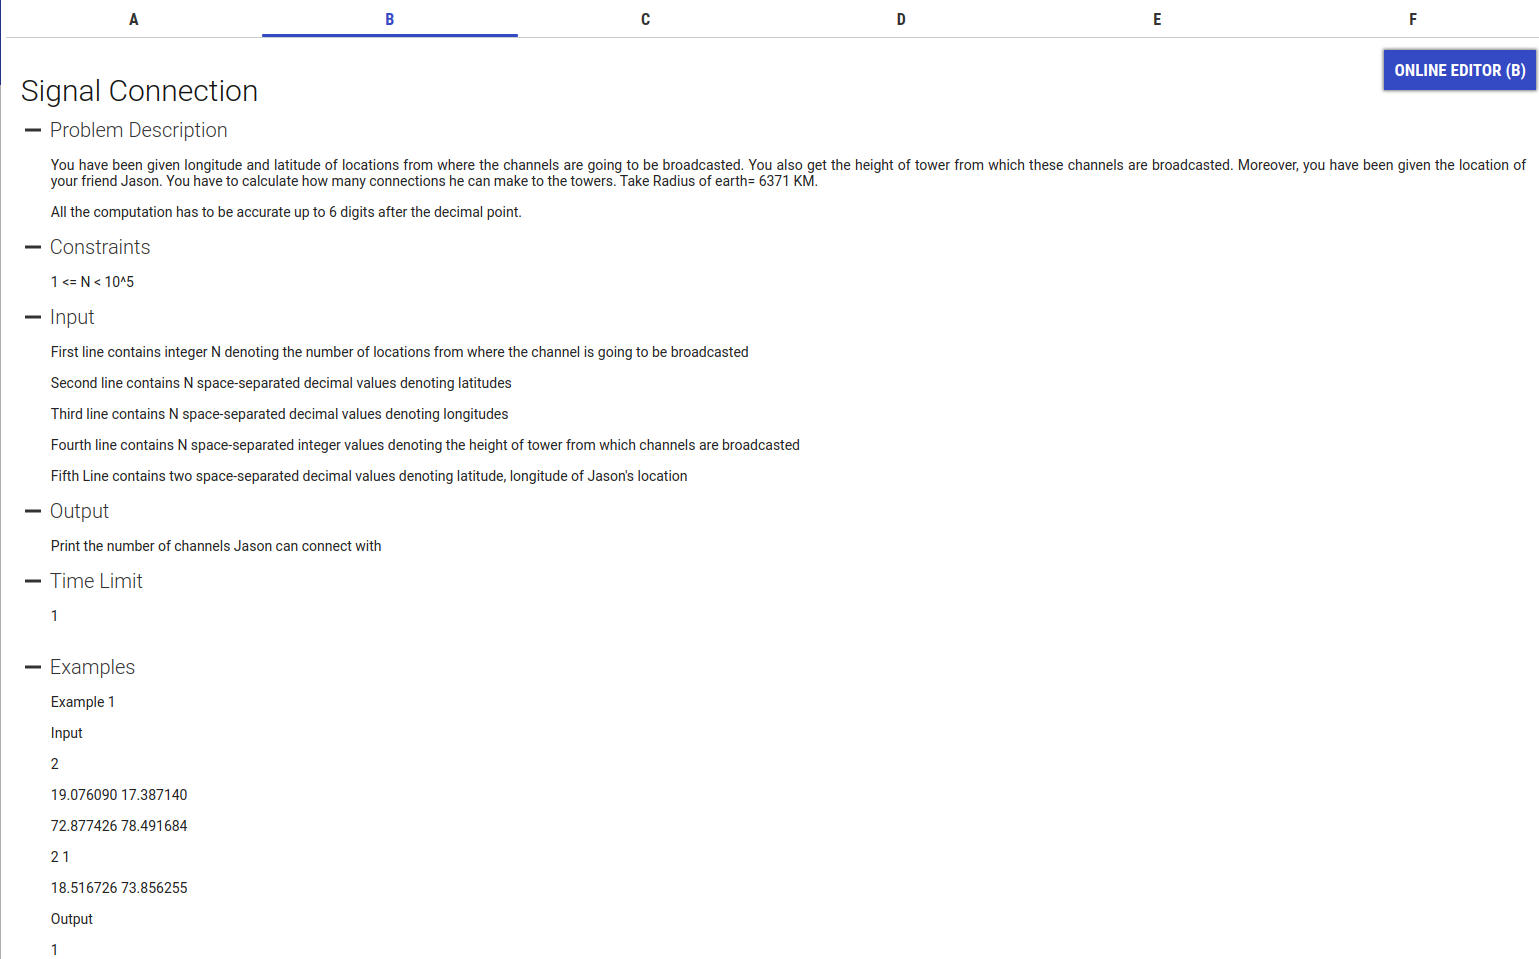 A B C D E F
ONLINE EDITOR (B)
Signal Connection
Problem Description
You have been given longitude and latitude of locations from where the channels are going to be broadcasted. You also get the height of tower from which these channels are broadcasted. Moreover, you have been given the location of
your friend Jason. You have to calculate how many connections he can make to the towers. Take Radius of earth= 6371 KM.
All the computation has to be accurate up to 6 digits after the decimal point.
Constraints
1 <= N < 10^5
Input
First line contains integer N denoting the number of locations from where the channel is going to be broadcasted
Second line contains N space-separated decimal values denoting latitudes
Third line contains N space-separated decimal values denoting longitudes
Fourth line contains N space-separated integer values denoting the height of tower from which channels are broadcasted
Fifth Line contains two space-separated decimal values denoting latitude, longitude of Jason's location
Output
Print the number of channels Jason can connect with
Time Limit
1
Examples
Example 1
Input
2
19.076090 17.387140
72.877426 78.491684
2 1
18.516726 73.856255
Output
1